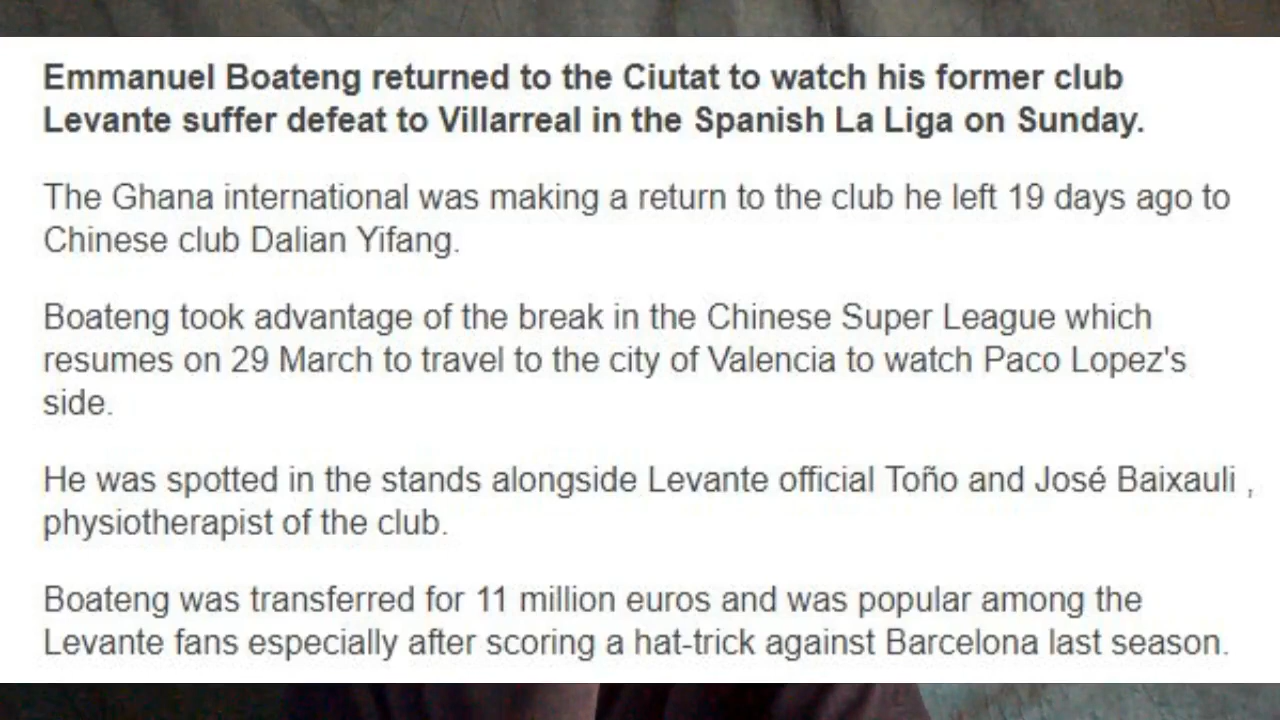 Emmanuel Boateng returned to the Ciutat to watch his former club
Levante suffer defeat to Villarreal in the Spanish La Liga on Sunday.
The Ghana international was making a return to the club he left 19 days ago to
Chinese club Dalian Yifang.
Boateng took advantage of the break in the Chinese Super League which
resumes on 29 March to travel to the city of Valencia to watch Paco Lopez's
side.
He was spotted in the stands alongside Levante official Toño and José Baixauli ,
physiotherapist of the club.
Boateng was transferred for 11 million euros and was popular among the
Levante fans especially after scoring a hat-trick against Barcelona last season.